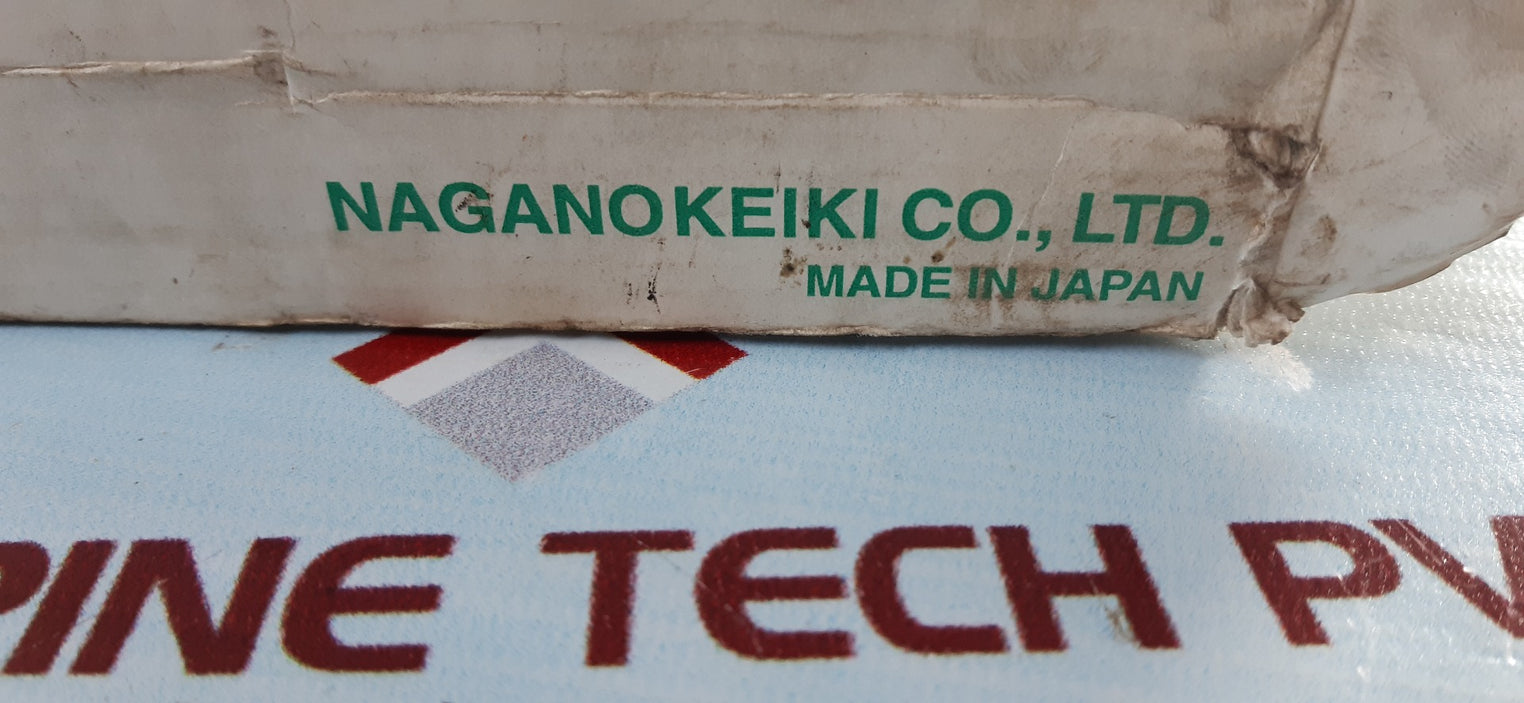 NAGANOKEIKI CO., LTD.
MADE IN JAPAN
PINE TECH PV